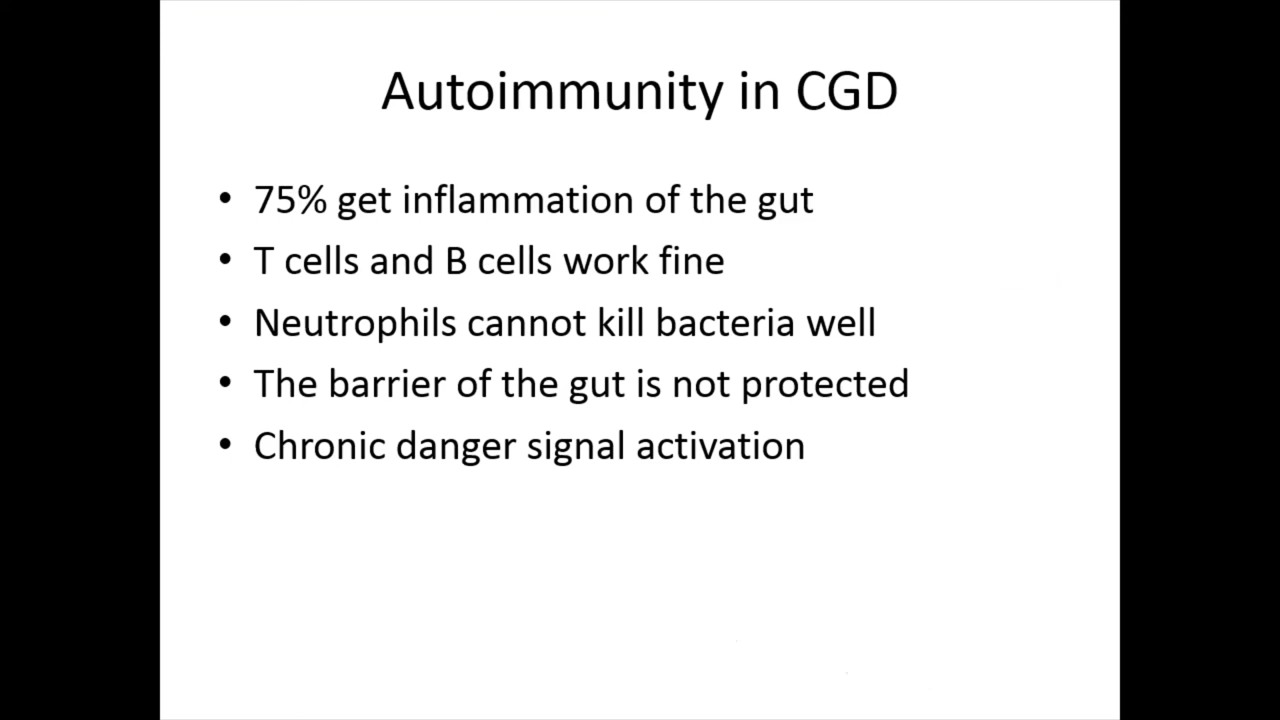 Autoimmunity in CGD
• 75% get inflammation of the gut
• T cells and B cells work fine
• Neutrophils cannot kill bacteria well
• The barrier of the gut is not protected
• Chronic danger signal activation